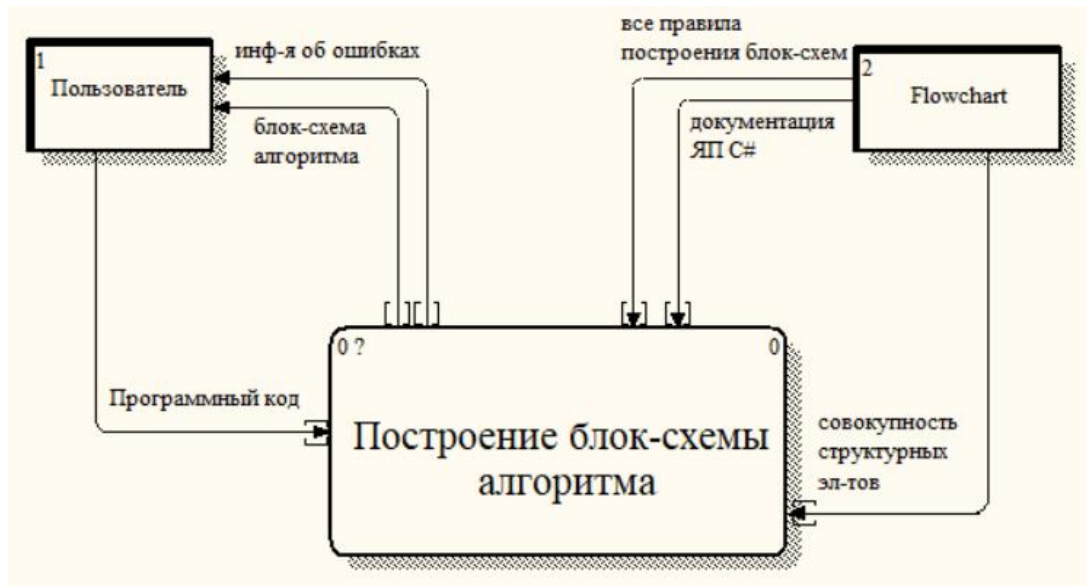 все правила
построения блок-схем
инф-я об ошибках
1
Пользователь
2
Flowchart
блок-схема
алгоритма
документация
ЯП C#
0 ?
0
Программный код
Построение блок-схемы
алгоритма
совокупность
структурных
эл-тов